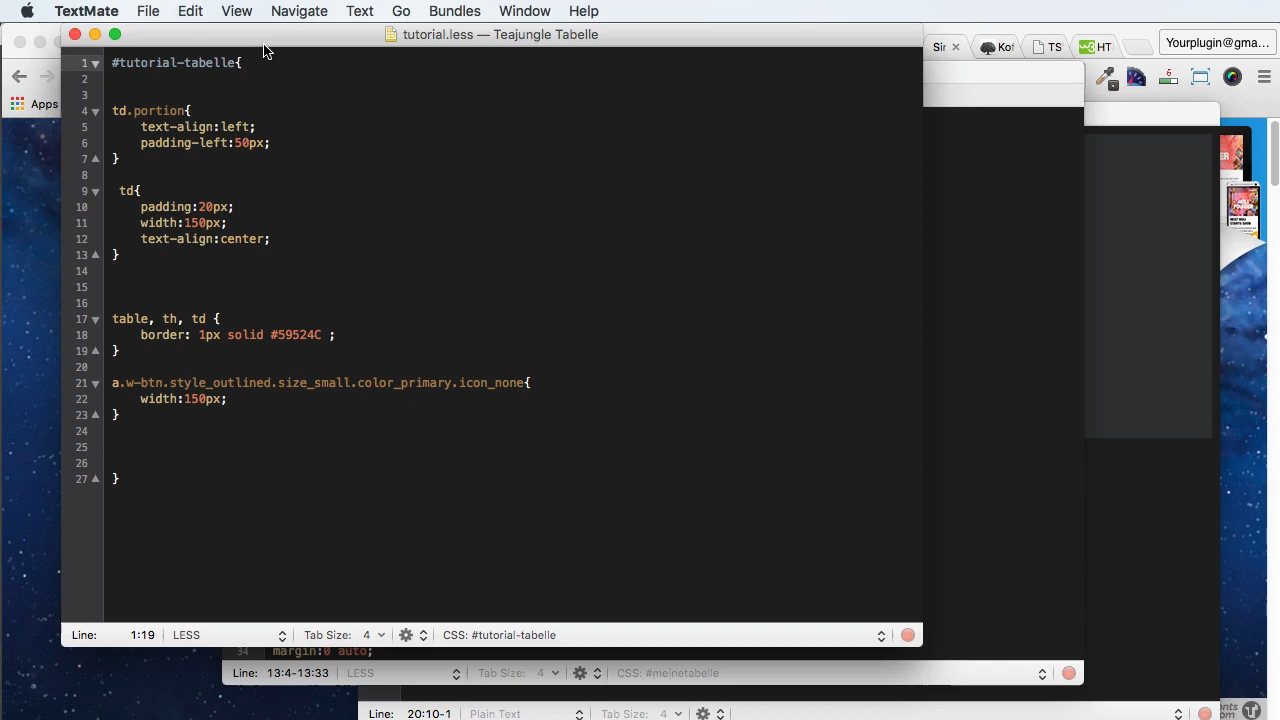 TextMate File Edit View Navigate Text Go Bundles Window Help
tutorial.less — Teajungle Tabelle
Sir × Kof TS HT Yourplugin@gma...
6
Apps
1 #tutorial-tabelle{
2
3
4 td.portion{
5 text-align:left;
6 padding-left:50px;
7 }
8
9 td{
10 padding:20px;
11 width:150px;
12 text-align:center;
13 }
14
15
16
17 table, th, td {
18 border: 1px solid #59524C ;
19 }
20
21 a.w-btn.style_outlined.size_small.color_primary.icon_none{
22 width:150px;
23 }
24
25
26
27 }
Line: 1:19 LESS Tab Size: 4 CSS: #tutorial-tabelle
34 margin:0 auto;
Line: 13:4-13:33 LESS Tab Size: 4 CSS: #meinetabelle
Line: 20:10-1 Plain Text Tab Size: 4